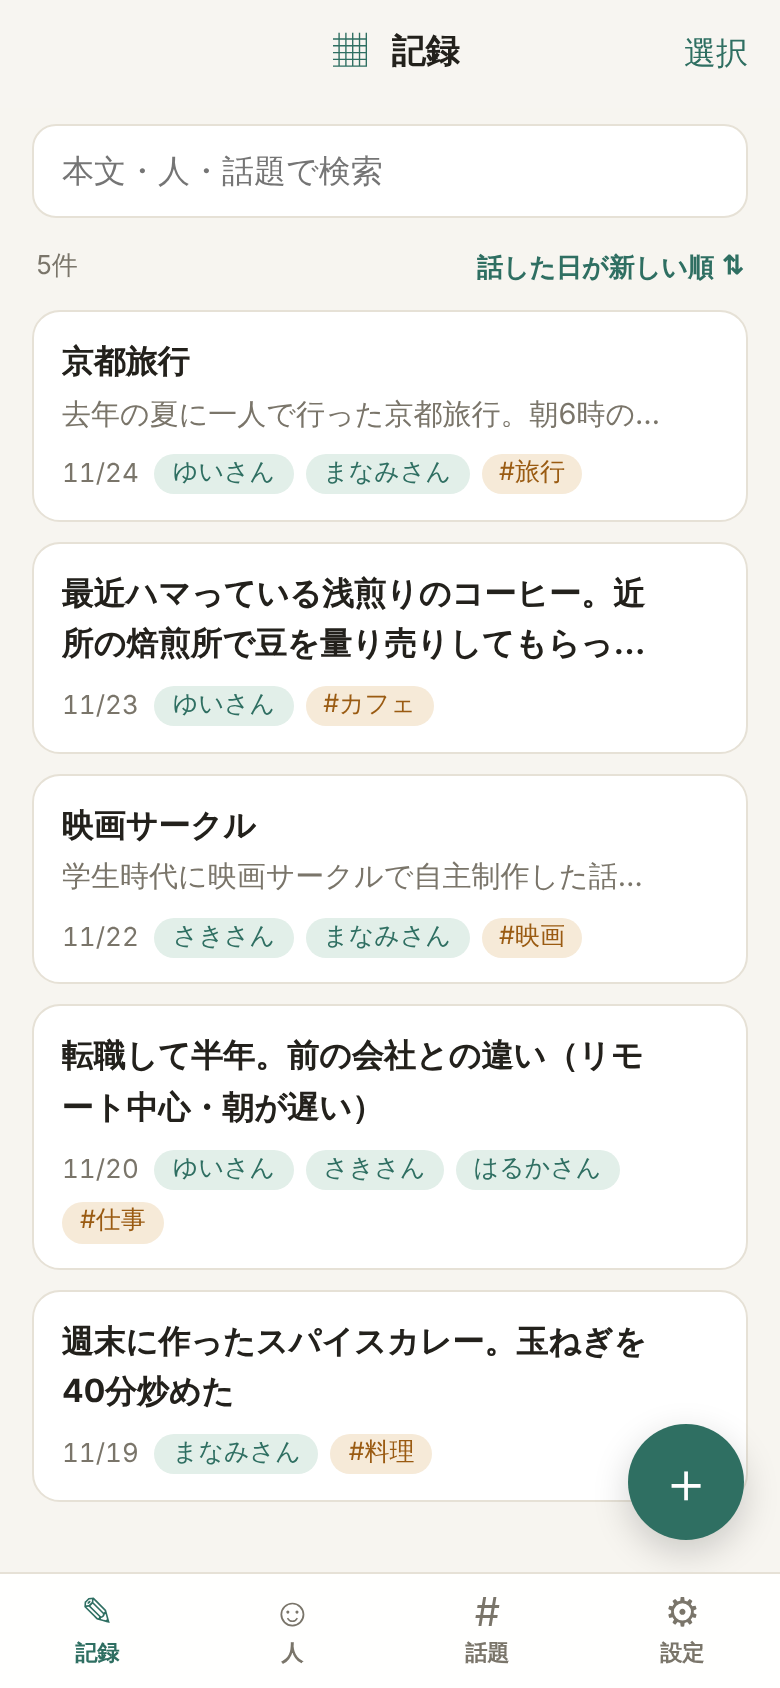 記録
選択
本文・人・話題で検索
5件
話した日が新しい順 ⇅
京都旅行
去年の夏に一人で行った京都旅行。朝6時の…
11/24 ゆいさん まなみさん #旅行
最近ハマっている浅煎りのコーヒー。近
所の焙煎所で豆を量り売りしてもらっ…
11/23 ゆいさん #カフェ
映画サークル
学生時代に映画サークルで自主制作した話…
11/22 さきさん まなみさん #映画
転職して半年。前の会社との違い（リモ
ート中心・朝が遅い）
11/20 ゆいさん さきさん はるかさん
#仕事
週末に作ったスパイスカレー。玉ねぎを
40分炒めた
11/19 まなみさん #料理
＋
記録
人
#
話題
設定